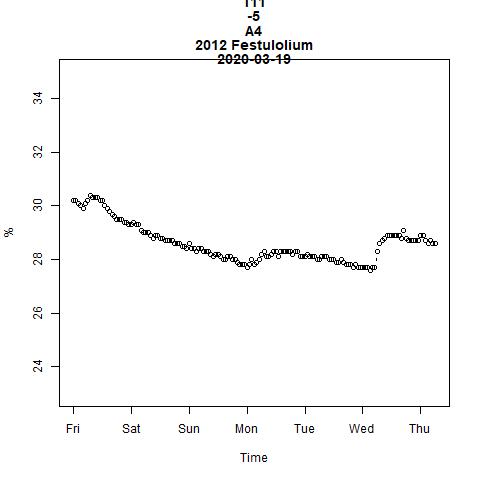 T11
-5
A4
2012 Festulolium
2020-03-19
%
34
32
30
28
26
24
Fri Sat Sun Mon Tue Wed Thu
Time